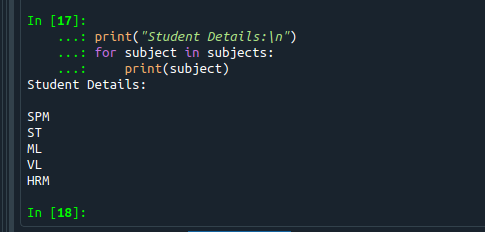 In [17]:
...: print("Student Details:\n")
...: for subject in subjects:
...:     print(subject)
Student Details:

SPM
ST
ML
VL
HRM

In [18]: